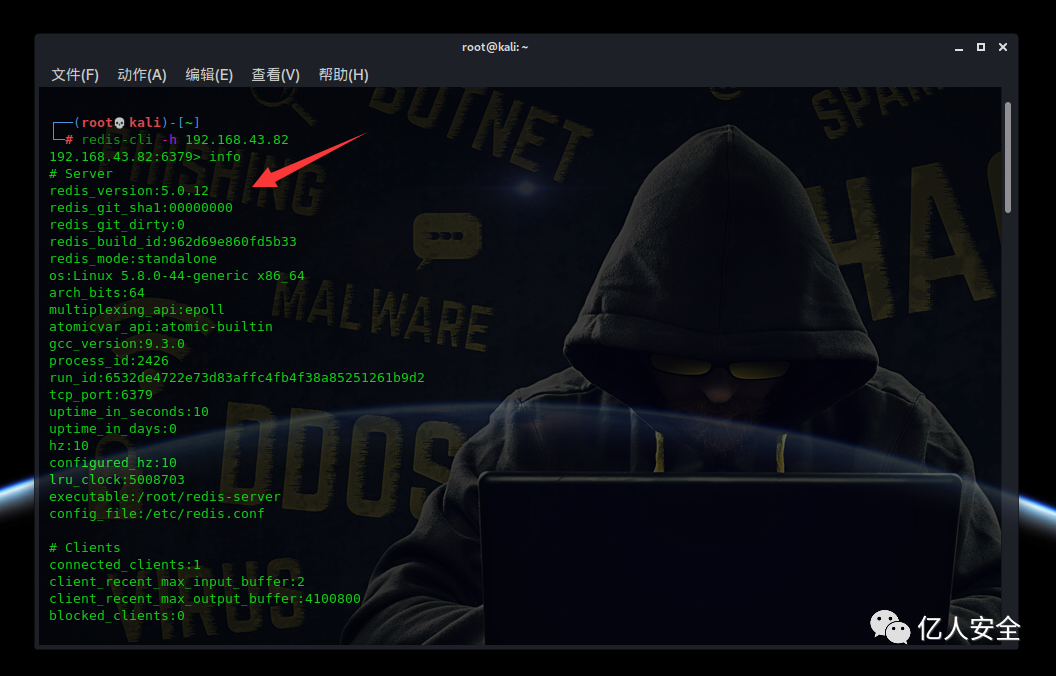 root@kali: ~
文件(F) 动作(A) 编辑(E) 查看(V) 帮助(H)
┌──(root💀kali)-[~]
└─# redis-cli -h 192.168.43.82
192.168.43.82:6379> info
# Server
redis_version:5.0.12
redis_git_sha1:00000000
redis_git_dirty:0
redis_build_id:962d69e860fd5b33
redis_mode:standalone
os:Linux 5.8.0-44-generic x86_64
arch_bits:64
multiplexing_api:epoll
atomicvar_api:atomic-builtin
gcc_version:9.3.0
process_id:2426
run_id:6532de4722e73d83affc4fb4f38a85251261b9d2
tcp_port:6379
uptime_in_seconds:10
uptime_in_days:0
hz:10
configured_hz:10
lru_clock:5008703
executable:/root/redis-server
config_file:/etc/redis.conf
# Clients
connected_clients:1
client_recent_max_input_buffer:2
client_recent_max_output_buffer:4100800
blocked_clients:0
BOTNET
PHISHING
MALWARE
DDOS
VIRUS
亿人安全